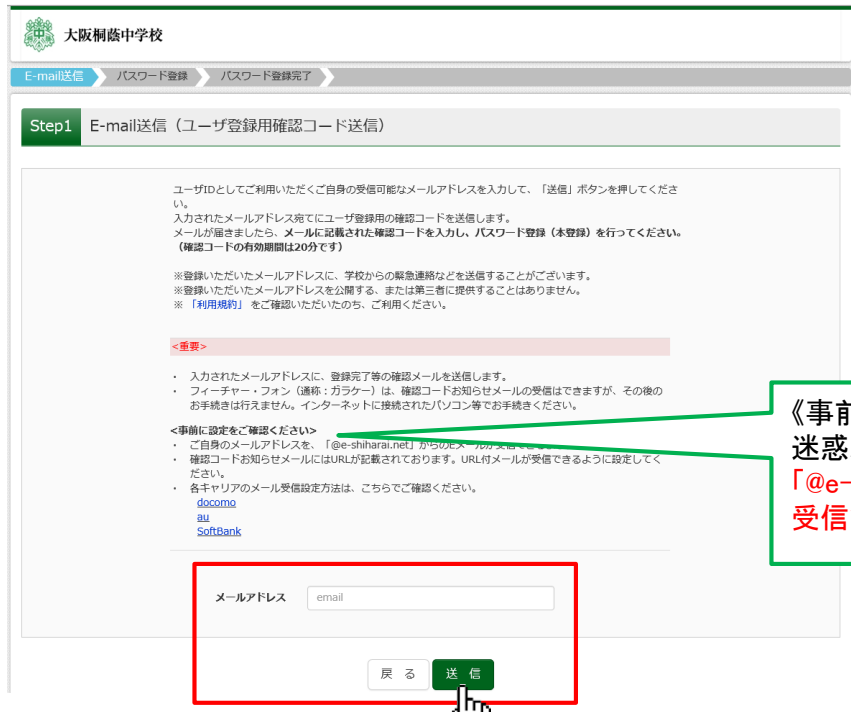 大阪桐蔭中学校
E-mail送信 パスワード登録 パスワード登録完了
Step1 E-mail送信（ユーザ登録用確認コード送信）
ユーザIDとしてご利用いただくご自身の受信可能なメールアドレスを入力して、「送信」ボタンを押してくださ
い。
入力されたメールアドレス宛てにユーザ登録用の確認コードを送信します。
メールが届きましたら、メールに記載された確認コードを入力し、パスワード登録（本登録）を行ってください。
（確認コードの有効期間は20分です）
※登録いただいたメールアドレスに、学校からの緊急連絡などを送信することがございます。
※登録いただいたメールアドレスを公開する、または第三者に提供することはありません。
※ 「利用規約」 をご確認いただいたのち、ご利用ください。
<重要>
・ 入力されたメールアドレスに、登録完了等の確認メールを送信します。
・ フィーチャー・フォン（通称：ガラケー）は、確認コードお知らせメールの受信はできますが、その後の
お手続きは行えません。インターネットに接続されたパソコン等でお手続きください。
<事前に設定をご確認ください>
・ ご自身のメールアドレスを、「@e-shiharai.net」からのEメールが受信できる
・ 確認コードお知らせメールにはURLが記載されております。URL付メールが受信できるように設定してく
ださい。
・ 各キャリアのメール受信設定方法は、こちらでご確認ください。
docomo
au
SoftBank
《事前
迷惑
「@e-
受信
メールアドレス email
戻 る 送 信